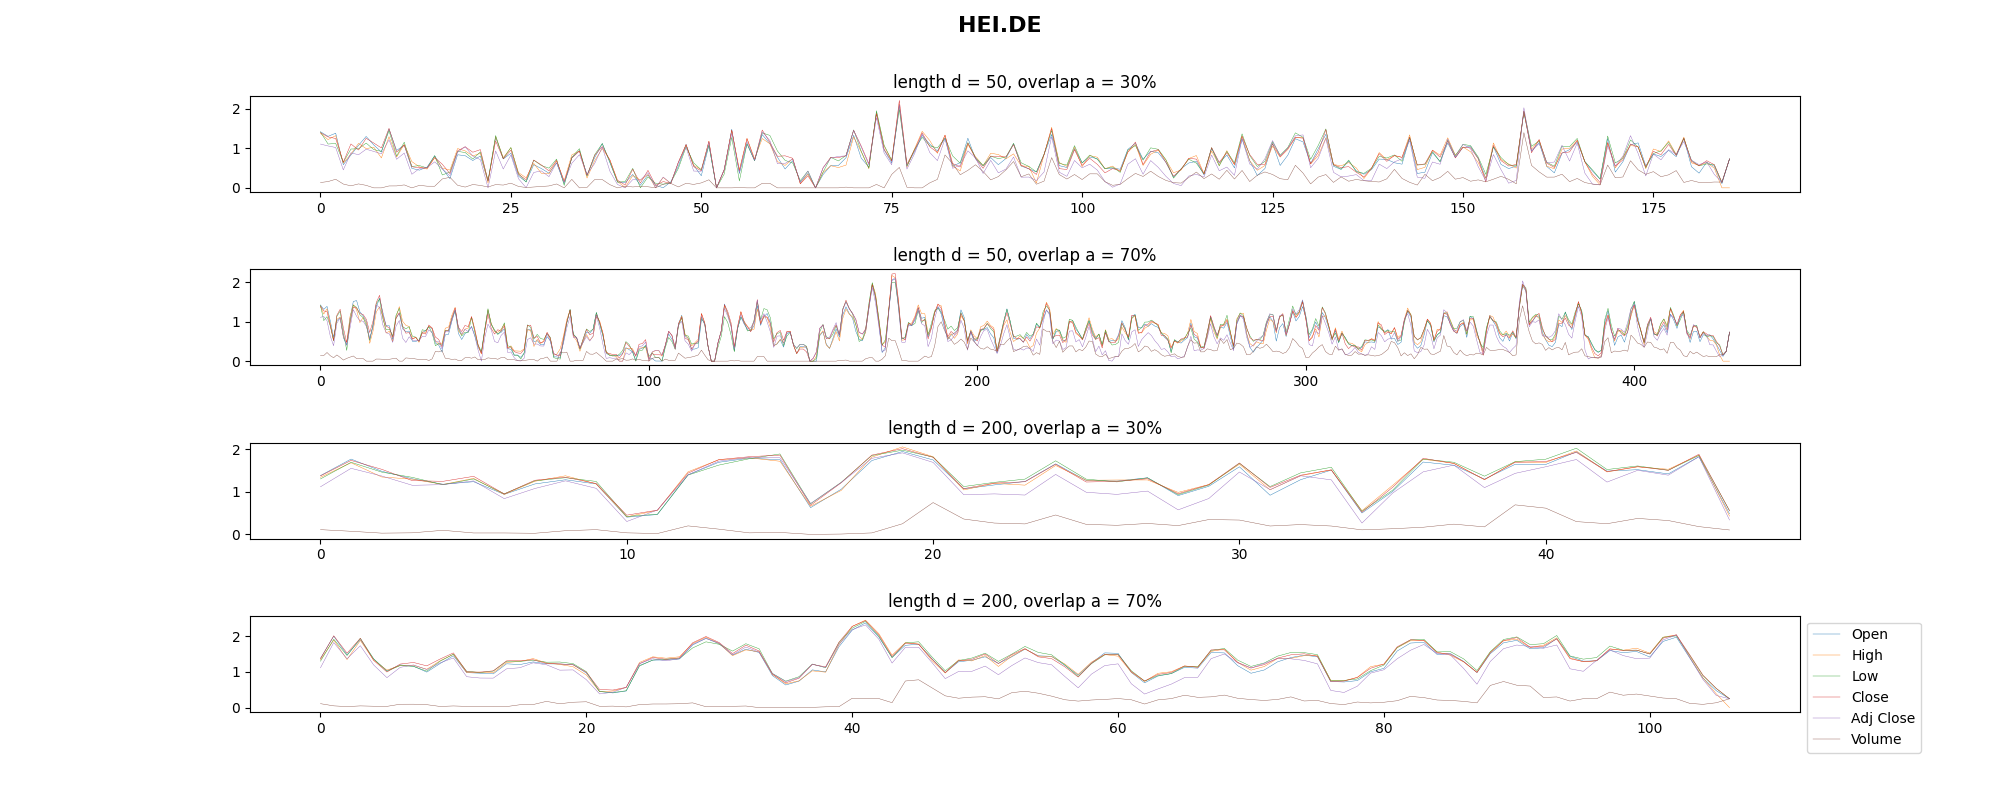 HEI.DE
length d = 50, overlap a = 30%
2
1
0
0 25 50 75 100 125 150 175
length d = 50, overlap a = 70%
2
1
0
0 100 200 300 400
length d = 200, overlap a = 30%
2
1
0
0 10 20 30 40
length d = 200, overlap a = 70%
2
1
0
0 20 40 60 80 100
Open
High
Low
Close
Adj Close
Volume